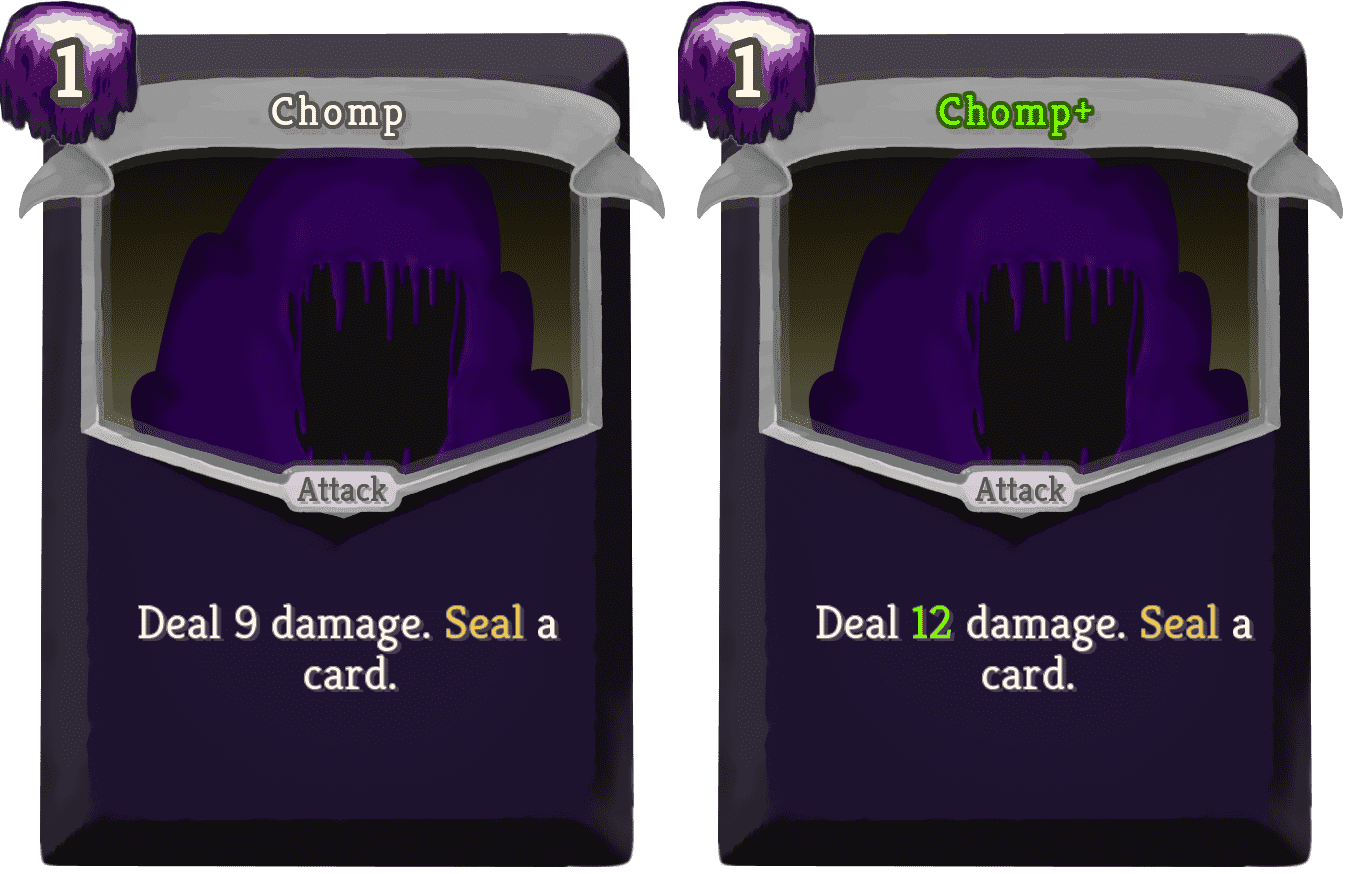 1
Chomp
Attack
Deal 9 damage. Seal a
card.
1
Chomp+
Attack
Deal 12 damage. Seal a
card.